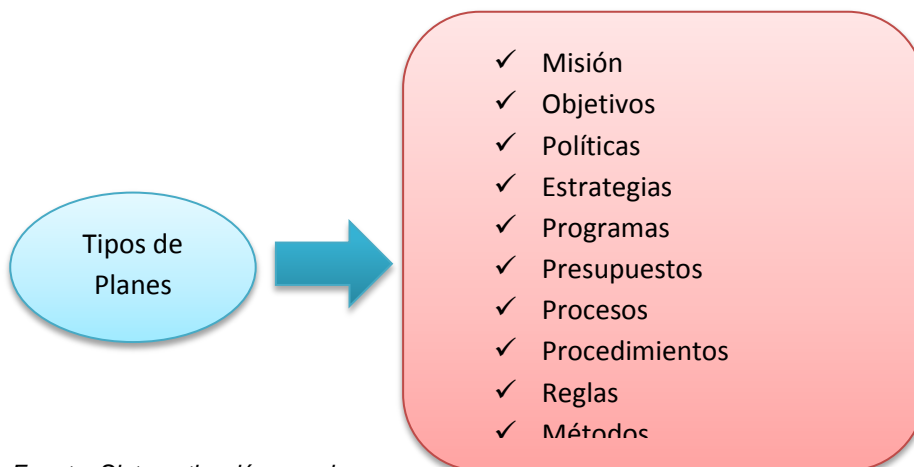 Tipos de
Planes
✓ Misión
✓ Objetivos
✓ Políticas
✓ Estrategias
✓ Programas
✓ Presupuestos
✓ Procesos
✓ Procedimientos
✓ Reglas
✓ Métodos